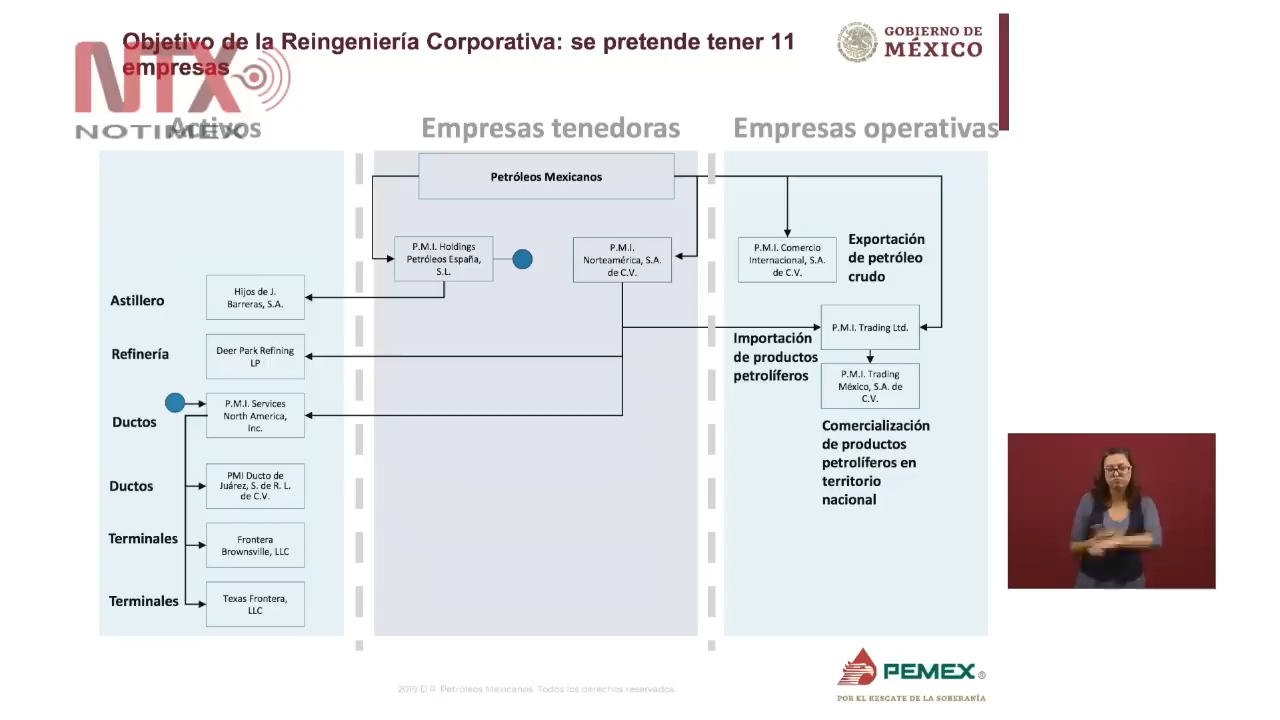 Objetivo de la Reingeniería Corporativa: se pretende tener 11
empresas
GOBIERNO DE
MÉXICO
NTX
NOTIMEX
Activos
Empresas tenedoras
Empresas operativas
Petróleos Mexicanos
P.M.I. Holdings
Petróleos España,
S.L.
P.M.I.
Norteamérica, S.A.
de C.V.
P.M.I. Comercio
Internacional, S.A.
de C.V.
Exportación
de petróleo
crudo
Astillero
Hijos de J.
Barreras, S.A.
P.M.I. Trading Ltd.
Importación
de productos
petrolíferos
Refinería
Deer Park Refining
LP
P.M.I. Trading
México, S.A. de
C.V.
Ductos
P.M.I. Services
North America,
Inc.
Comercialización
de productos
petrolíferos en
territorio
nacional
Ductos
PMI Ducto de
Juárez, S. de R. L.
de C.V.
Terminales
Frontera
Brownsville, LLC
Terminales
Texas Frontera,
LLC
2019 D.R. Petróleos Mexicanos. Todos los derechos reservados.
PEMEX®
POR EL RESCATE DE LA SOBERANÍA